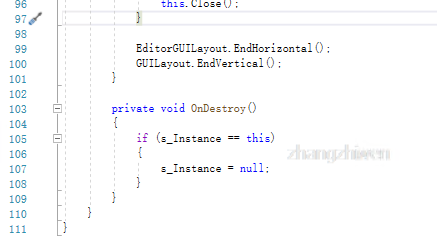 96 this.Close();
97 }
98
99 EditorGUILayout.EndHorizontal();
100 GUILayout.EndVertical();
101 }
102
103 private void OnDestroy()
104 {
105 if (s_Instance == this)
106 {
107 s_Instance = null;
108 }
109 }
110 }
111 }
zhangzhiwen